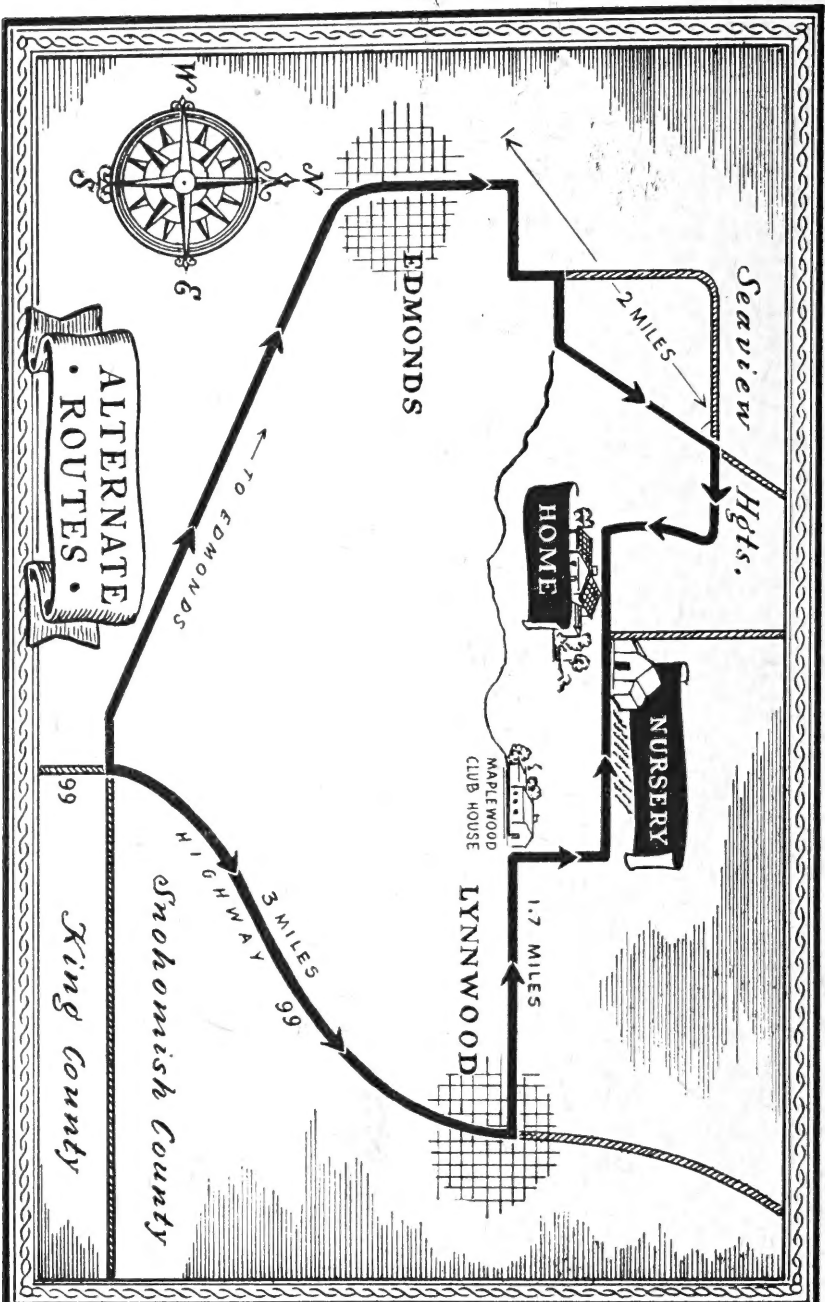 Seaview Hgts.
2 MILES
EDMONDS
N
W
E
S
HOME
NURSERY
MAPLEWOOD
CLUB HOUSE
LYNNWOOD
1.7 MILES
← TO EDMONDS
3 MILES
HIGHWAY 99
ALTERNATE
• ROUTES •
99
Snohomish County
King County